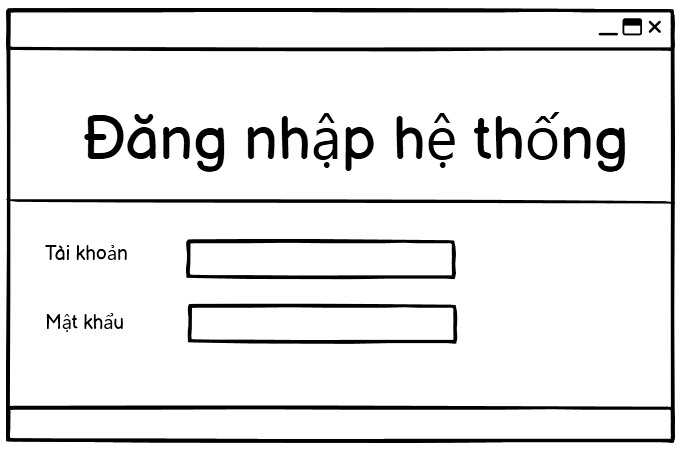 Đăng nhập hệ thống
Tài khoản
Mật khẩu